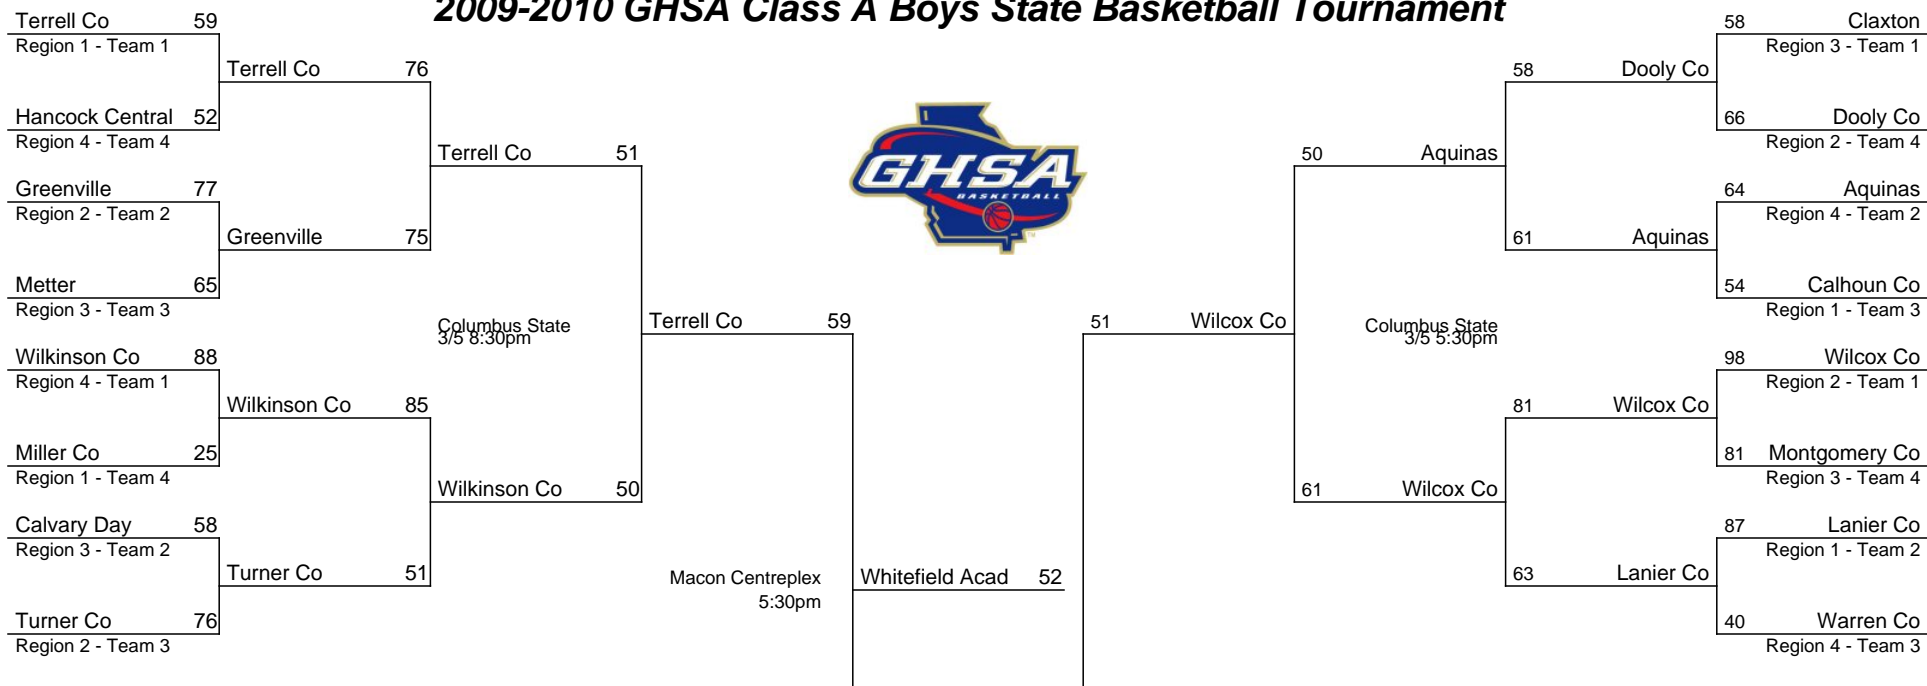 2009-2010 GHSA Class A Boys State Basketball Tournament
Terrell Co 59
Region 1 - Team 1
Terrell Co 76
Hancock Central 52
Region 4 - Team 4
Terrell Co 51
Greenville 77
Region 2 - Team 2
Greenville 75
Metter 65
Region 3 - Team 3
Columbus State
3/5 8:30pm
Terrell Co 59
Wilkinson Co 88
Region 4 - Team 1
Wilkinson Co 85
Miller Co 25
Region 1 - Team 4
Wilkinson Co 50
Calvary Day 58
Region 3 - Team 2
Turner Co 51
Turner Co 76
Region 2 - Team 3
GHSA
BASKETBALL
TM
Macon Centreplex
5:30pm
Whitefield Acad 52
58 Claxton
Region 3 - Team 1
58 Dooly Co
66 Dooly Co
Region 2 - Team 4
50 Aquinas
64 Aquinas
Region 4 - Team 2
61 Aquinas
54 Calhoun Co
Region 1 - Team 3
51 Wilcox Co
Columbus State
3/5 5:30pm
98 Wilcox Co
Region 2 - Team 1
81 Wilcox Co
81 Montgomery Co
Region 3 - Team 4
61 Wilcox Co
87 Lanier Co
Region 1 - Team 2
63 Lanier Co
40 Warren Co
Region 4 - Team 3